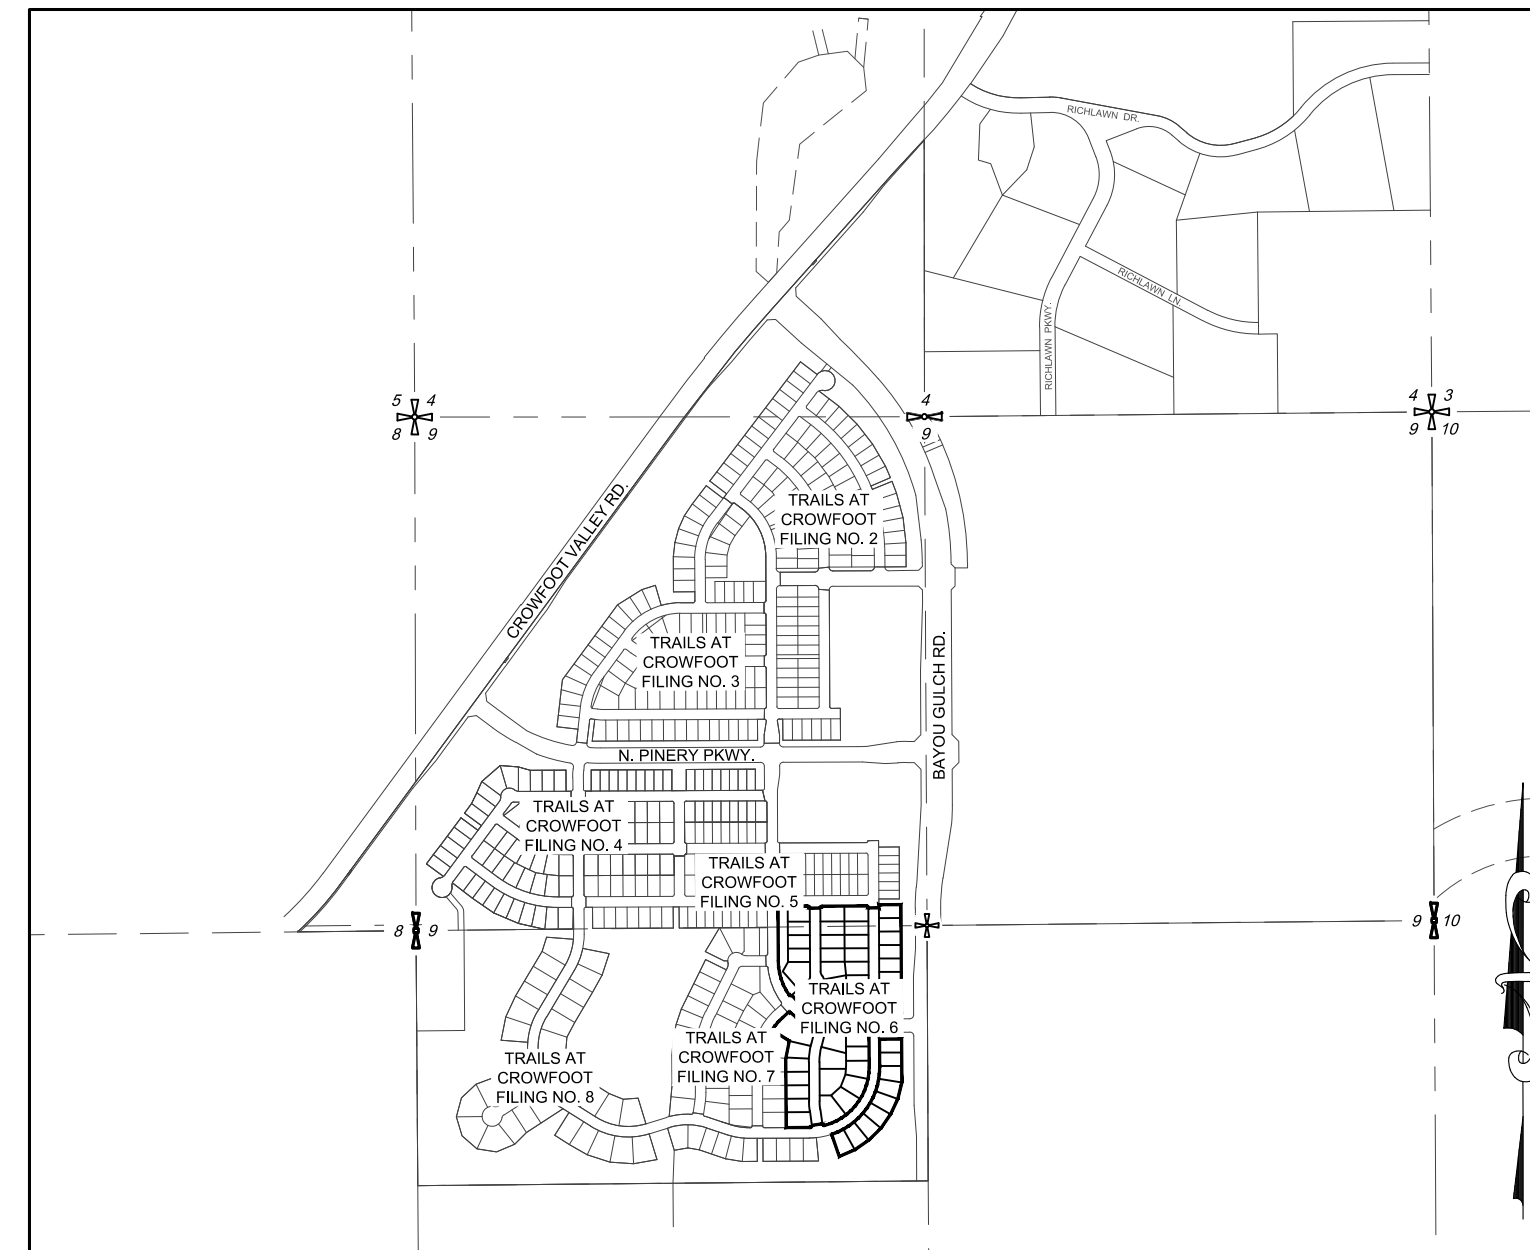 RICHLAWN DR.
RICHLAWN LN.
RICHLAWN PKWY.
5 4
8 9
4
9
4 3
9 10
CROWFOOT VALLEY RD.
TRAILS AT
CROWFOOT
FILING NO. 2
TRAILS AT
CROWFOOT
FILING NO. 3
BAYOU GULCH RD.
N. PINERY PKWY.
TRAILS AT
CROWFOOT
FILING NO. 4
TRAILS AT
CROWFOOT
FILING NO. 5
8 9
9 10
TRAILS AT
CROWFOOT
FILING NO. 6
TRAILS AT
CROWFOOT
FILING NO. 7
TRAILS AT
CROWFOOT
FILING NO. 8